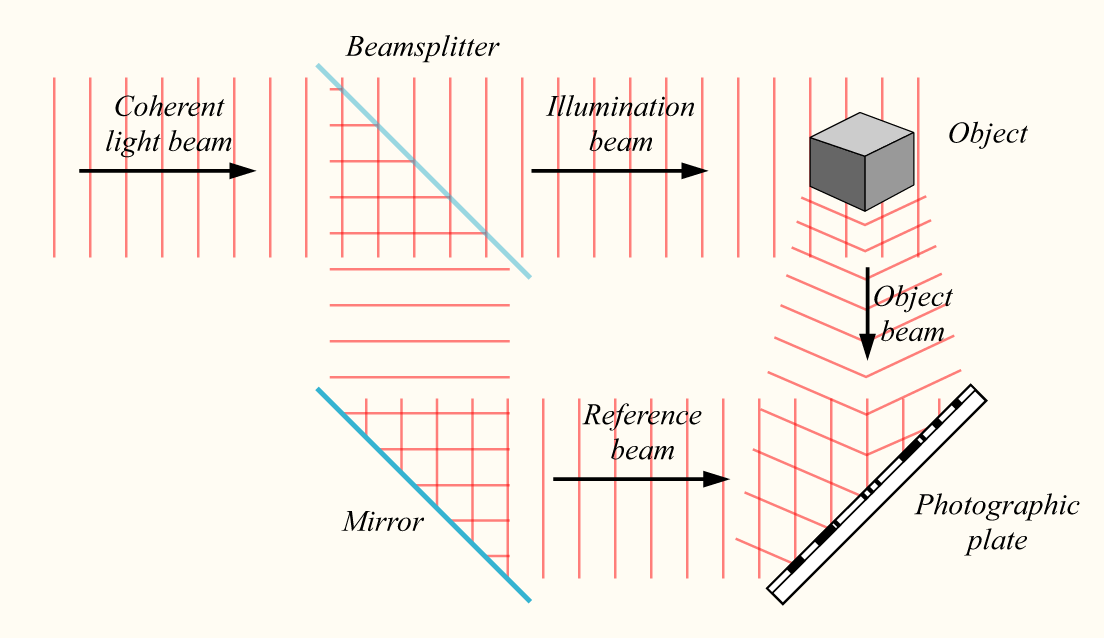 Beamsplitter
Coherent
light beam
Illumination
beam
Object
Object
beam
Reference
beam
Mirror
Photographic
plate